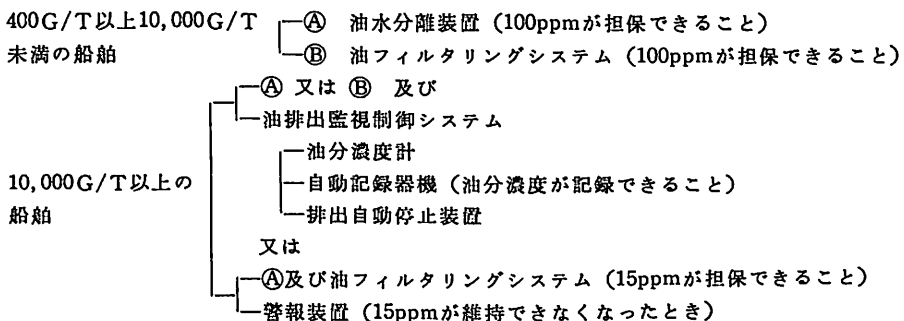 400G/T以上10,000G/T
未満の船舶
Ⓐ 油水分離装置(100ppmが担保できること)
Ⓑ 油フィルタリングシステム(100ppmが担保できること)
10,000G/T以上の
船舶
Ⓐ 又は Ⓑ 及び
油排出監視制御システム
油分濃度計
自動記録器機(油分濃度が記録できること)
排出自動停止装置
又は
Ⓐ及び油フィルタリングシステム(15ppmが担保できること)
警報装置(15ppmが維持できなくなったとき)